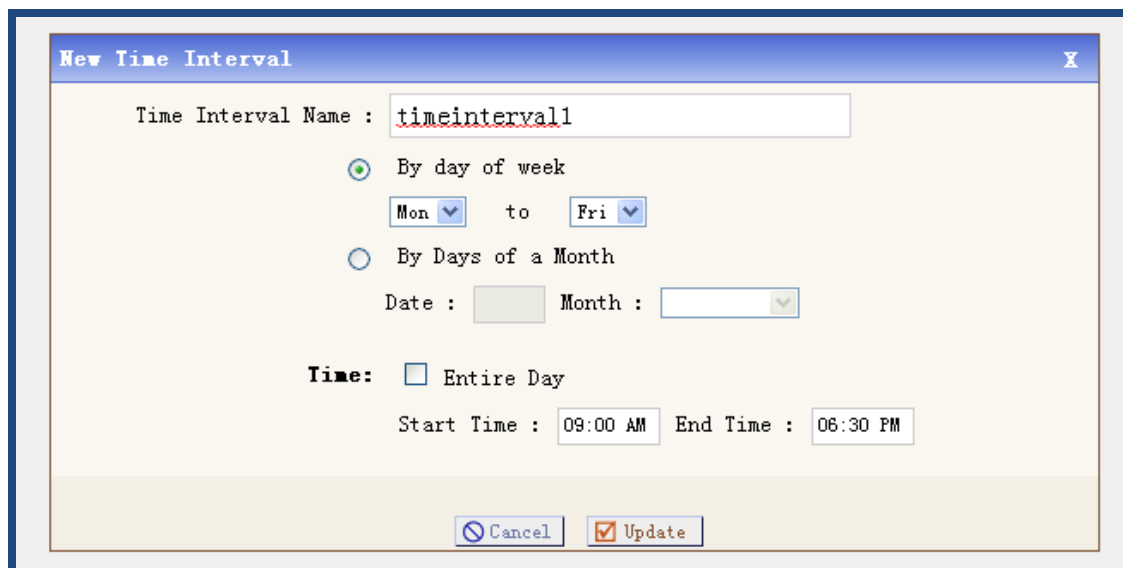 New Time Interval X
Time Interval Name : timeinterval1
By day of week
Mon to Fri
By Days of a Month
Date : Month :
Time: Entire Day
Start Time : 09:00 AM End Time : 06:30 PM
Cancel Update